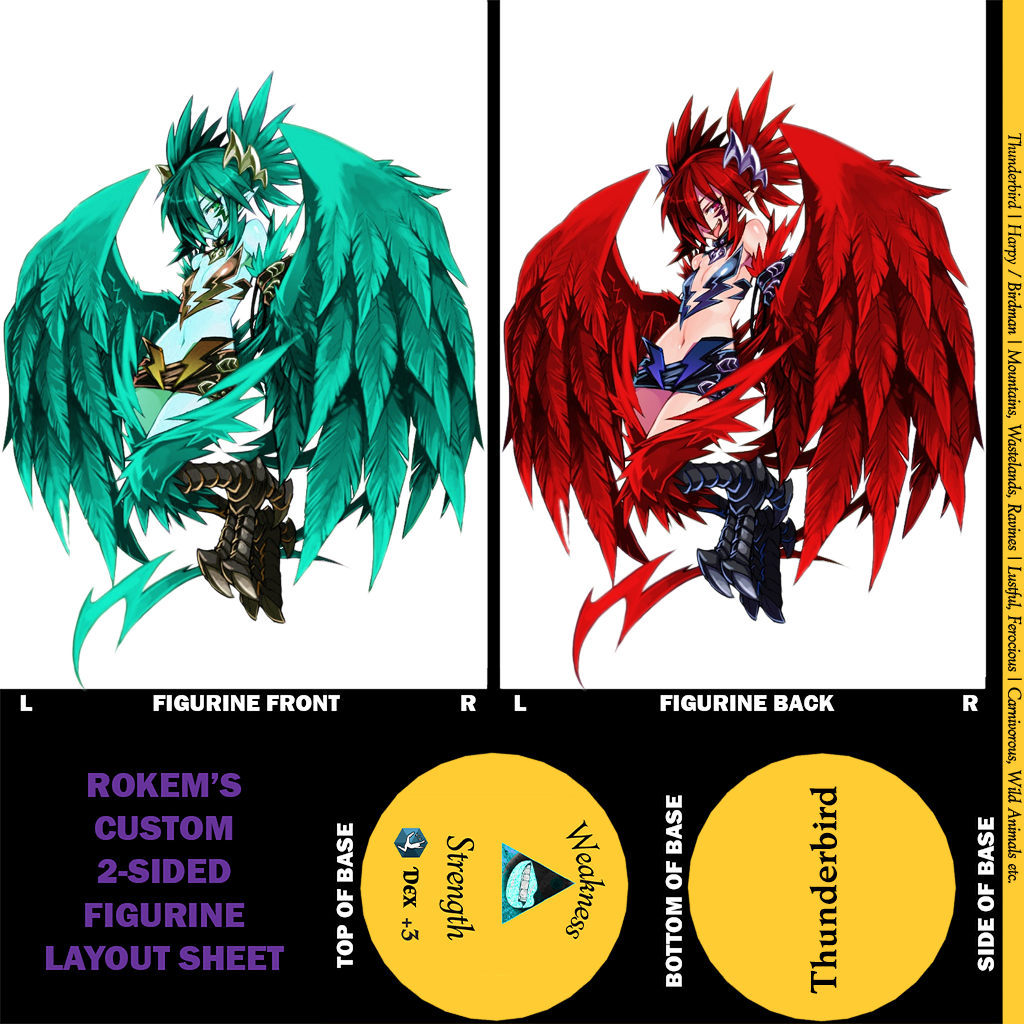 L FIGURINE FRONT R
L FIGURINE BACK R
ROKEM'S
CUSTOM
2-SIDED
FIGURINE
LAYOUT SHEET
TOP OF BASE
Weakness
Strength
DEX +3
BOTTOM OF BASE
Thunderbird
SIDE OF BASE
Thunderbird | Harpy / Birdman | Mountains, Wastelands, Ravines | Lustful, Ferocious | Carnivorous, Wild Animals etc.